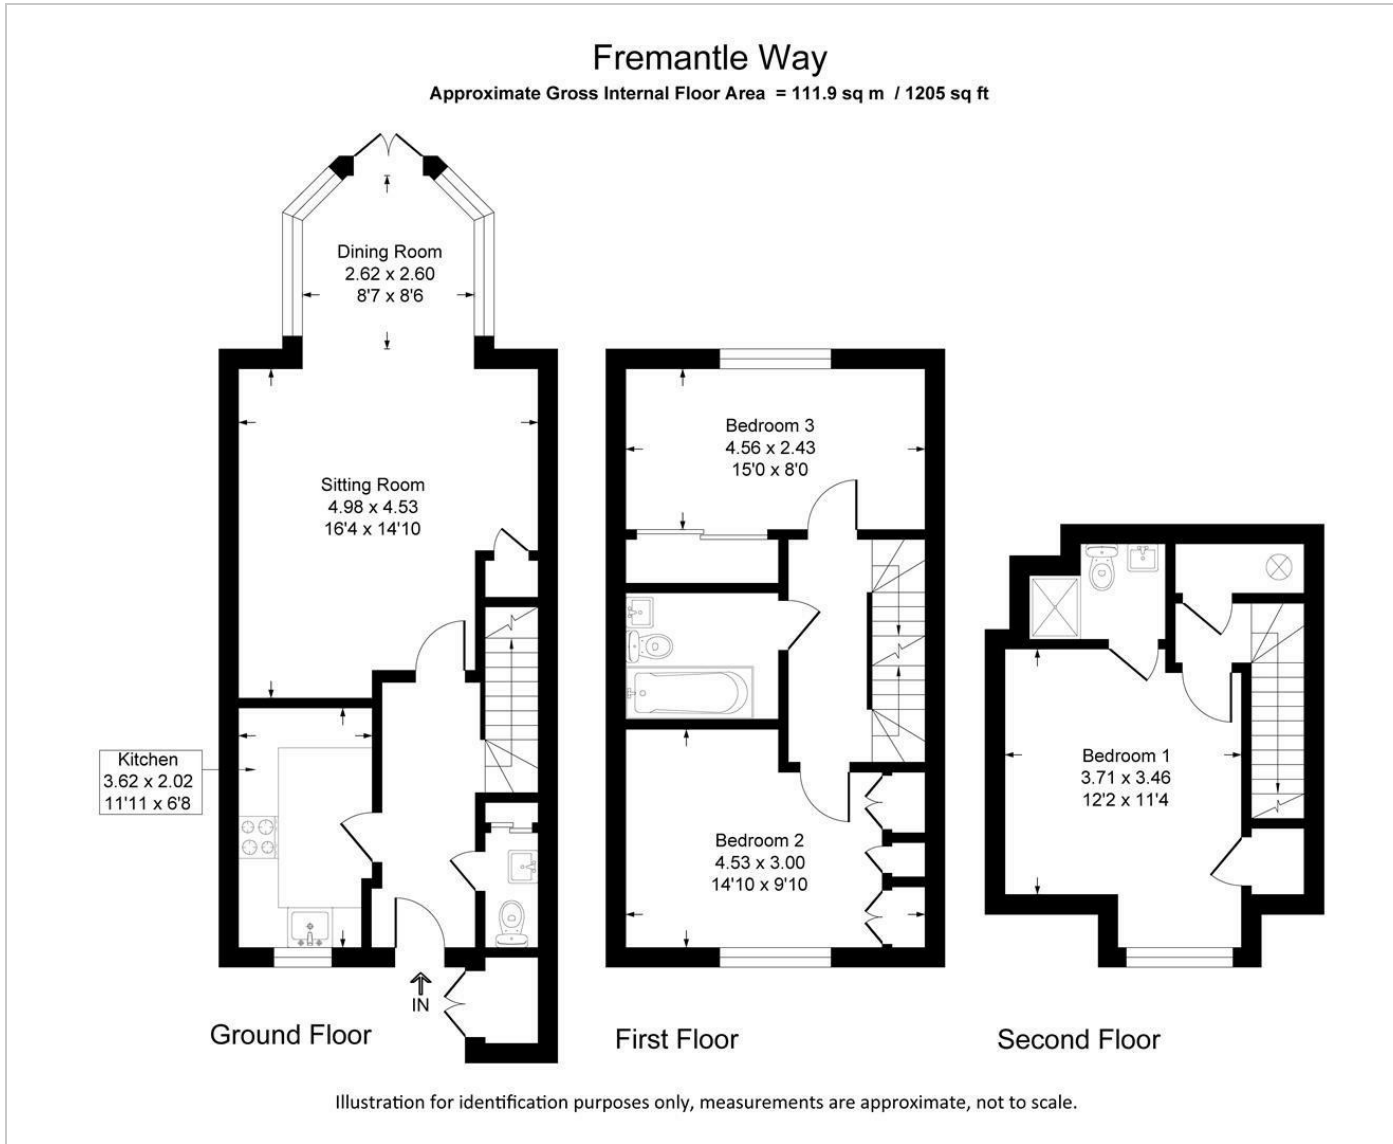 Fremantle Way
Approximate Gross Internal Floor Area = 111.9 sq m / 1205 sq ft
Dining Room
2.62 x 2.60
8'7 x 8'6
Sitting Room
4.98 x 4.53
16'4 x 14'10
Kitchen
3.62 x 2.02
11'11 x 6'8
IN
Ground Floor
Bedroom 3
4.56 x 2.43
15'0 x 8'0
Bedroom 2
4.53 x 3.00
14'10 x 9'10
First Floor
Bedroom 1
3.71 x 3.46
12'2 x 11'4
Second Floor
Illustration for identification purposes only, measurements are approximate, not to scale.